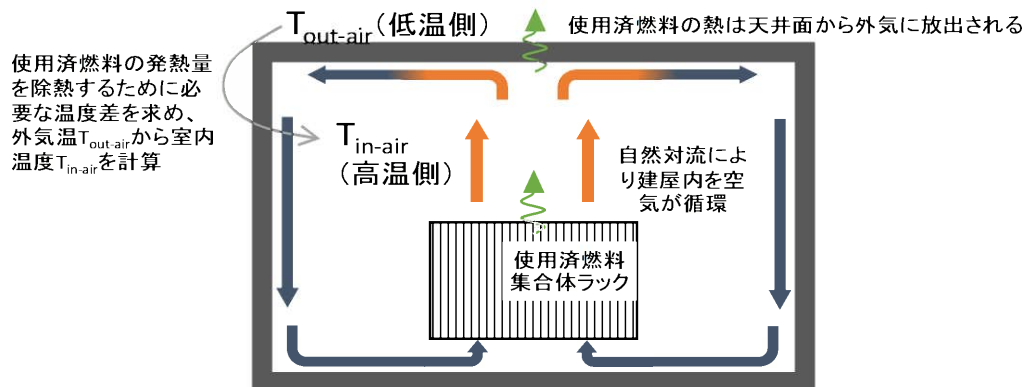 T_out-air(低温側)
使用済燃料の熱は天井面から外気に放出される
使用済燃料の発熱量
を除熱するために必
要な温度差を求め、
外気温T_out-airから室内
温度T_in-airを計算
T_in-air
(高温側)
自然対流によ
り建屋内を空
気が循環
使用済燃料
集合体ラック